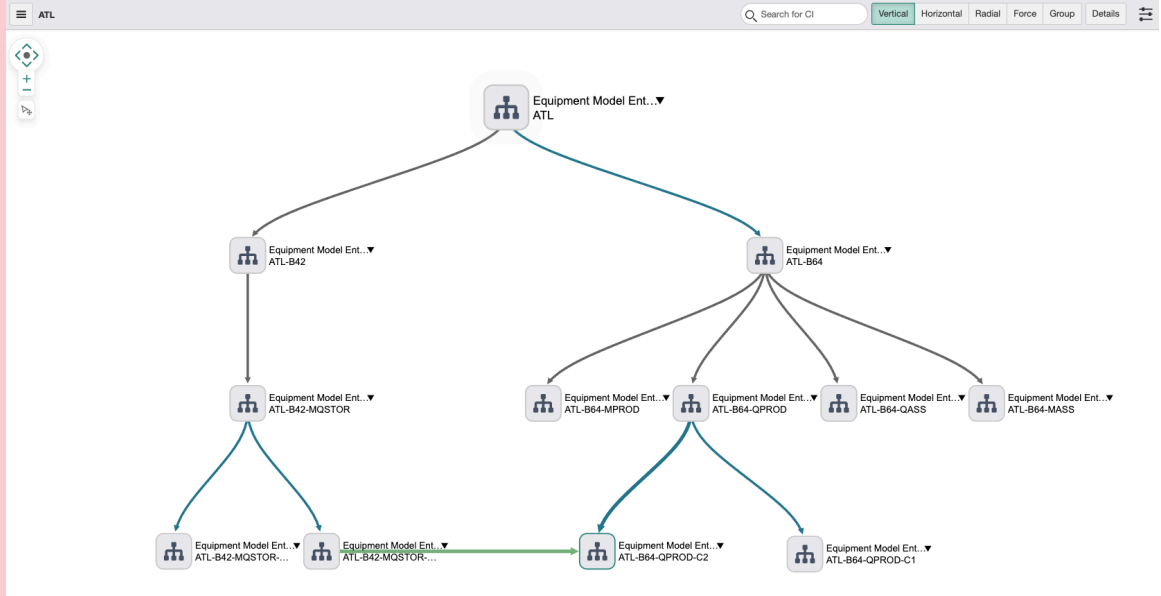 ATL
Search for CI
Vertical
Horizontal
Radial
Force
Group
Details
Equipment Model Ent...
ATL
Equipment Model Ent...
ATL-B42
Equipment Model Ent...
ATL-B64
Equipment Model Ent...
ATL-B42-MQSTOR
Equipment Model Ent...
ATL-B64-MPROD
Equipment Model Ent...
ATL-B64-QPROD
Equipment Model Ent...
ATL-B64-QASS
Equipment Model Ent...
ATL-B64-MASS
Equipment Model Ent...
ATL-B42-MQSTOR-...
Equipment Model Ent...
ATL-B42-MQSTOR-...
Equipment Model Ent...
ATL-B64-QPROD-C2
Equipment Model Ent...
ATL-B64-QPROD-C1